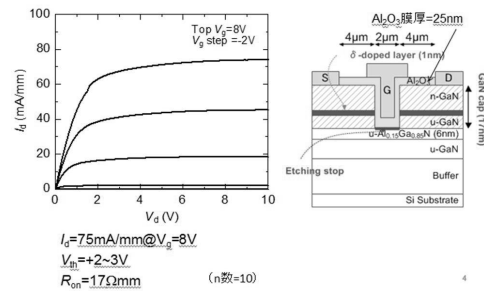 Top Vg=8V
Vg step =-2V
100
80
60
40
20
0
0
2
4
6
8
10
Id (mA/mm)
Vd (V)
Id=75mA/mm@Vg=8V
Vth=+2~3V
Ron=17Ωmm
(n数=10)
Al2O3膜厚=25nm
4μm 2μm 4μm
δ-doped layer (1nm)
S
G
Al2O3
D
n-GaN
u-GaN
u-Al0.15Ga0.85N (6nm)
u-GaN
Etching stop
Buffer
Si Substrate
GaN cap (17nm)
4